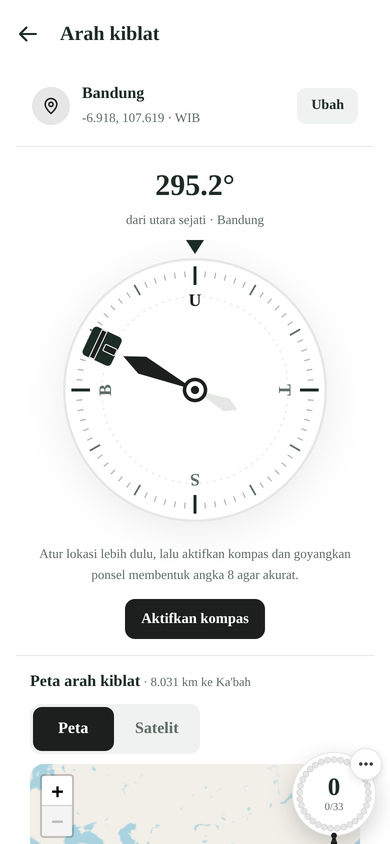 Arah kiblat
Bandung
-6.918, 107.619 · WIB
Ubah
295.2°
dari utara sejati · Bandung
U
B
T
S
Atur lokasi lebih dulu, lalu aktifkan kompas dan goyangkan
ponsel membentuk angka 8 agar akurat.
Aktifkan kompas
Peta arah kiblat · 8.031 km ke Ka'bah
Peta
Satelit
+
−
0
0/33